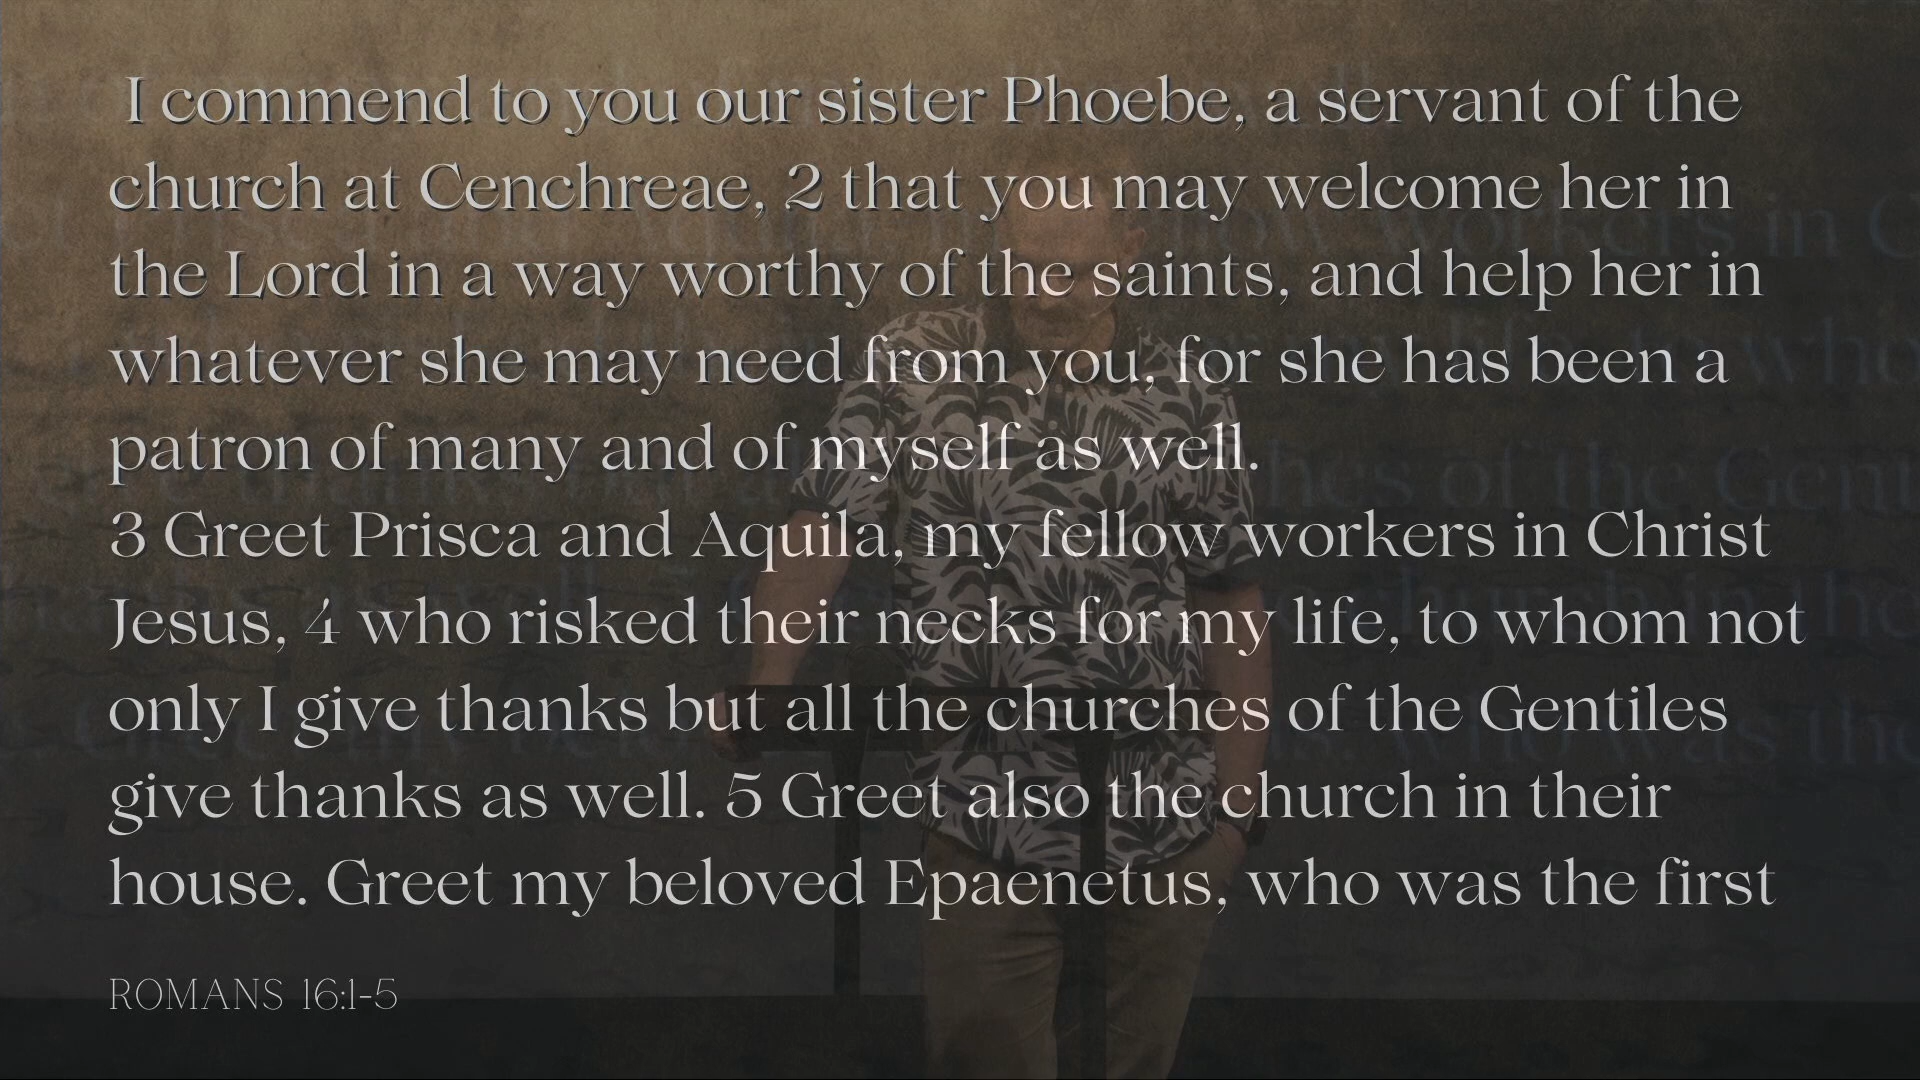 I commend to you our sister Phoebe, a servant of the
church at Cenchreae, 2 that you may welcome her in
the Lord in a way worthy of the saints, and help her in
whatever she may need from you, for she has been a
patron of many and of myself as well.
3 Greet Prisca and Aquila, my fellow workers in Christ
Jesus, 4 who risked their necks for my life, to whom not
only I give thanks but all the churches of the Gentiles
give thanks as well. 5 Greet also the church in their
house. Greet my beloved Epaenetus, who was the first
ROMANS 16:1-5